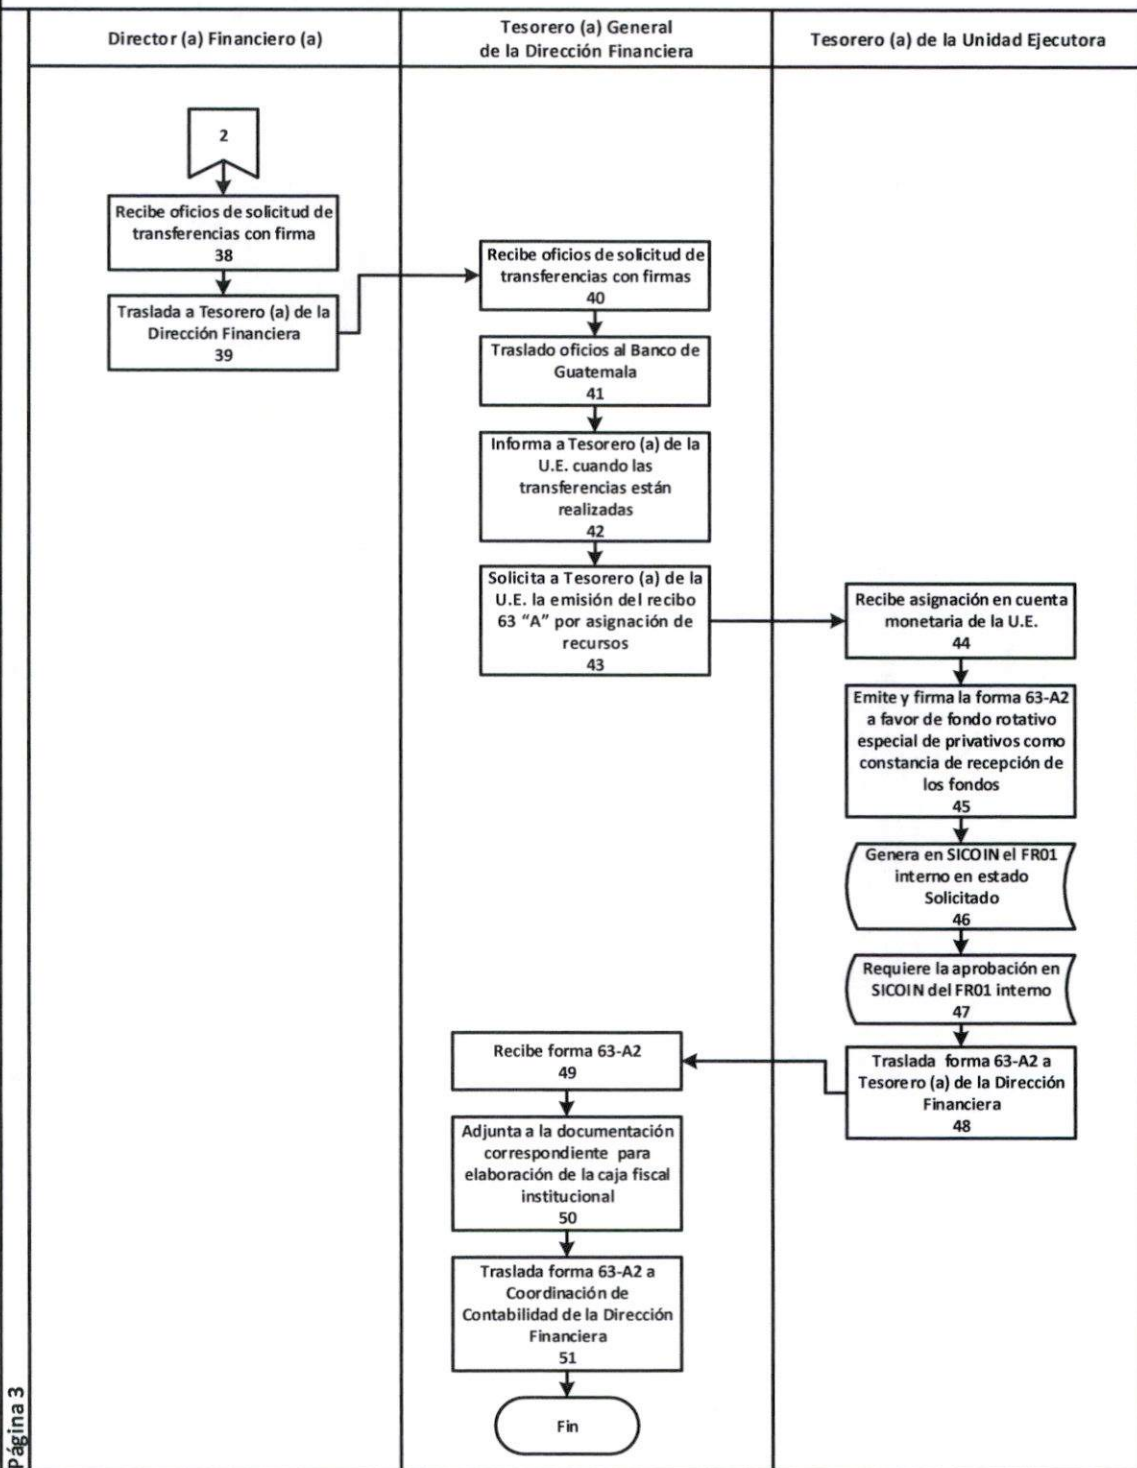 Director (a) Financiero (a)
Tesorero (a) General
de la Dirección Financiera
Tesorero (a) de la Unidad Ejecutora
2
Recibe oficios de solicitud de
transferencias con firma
38
Traslada a Tesorero (a) de la
Dirección Financiera
39
Recibe oficios de solicitud de
transferencias con firmas
40
Traslado oficios al Banco de
Guatemala
41
Informa a Tesorero (a) de la
U.E. cuando las
transferencias están
realizadas
42
Solicita a Tesorero (a) de la
U.E. la emisión del recibo
63 “A” por asignación de
recursos
43
Recibe asignación en cuenta
monetaria de la U.E.
44
Emite y firma la forma 63-A2
a favor de fondo rotativo
especial de privativos como
constancia de recepción de
los fondos
45
Genera en SICOIN el FR01
interno en estado
Solicitado
46
Requiere la aprobación en
SICOIN del FR01 interno
47
Traslada forma 63-A2 a
Tesorero (a) de la Dirección
Financiera
48
Recibe forma 63-A2
49
Adjunta a la documentación
correspondiente para
elaboración de la caja fiscal
institucional
50
Traslada forma 63-A2 a
Coordinación de
Contabilidad de la Dirección
Financiera
51
Fin
Página 3